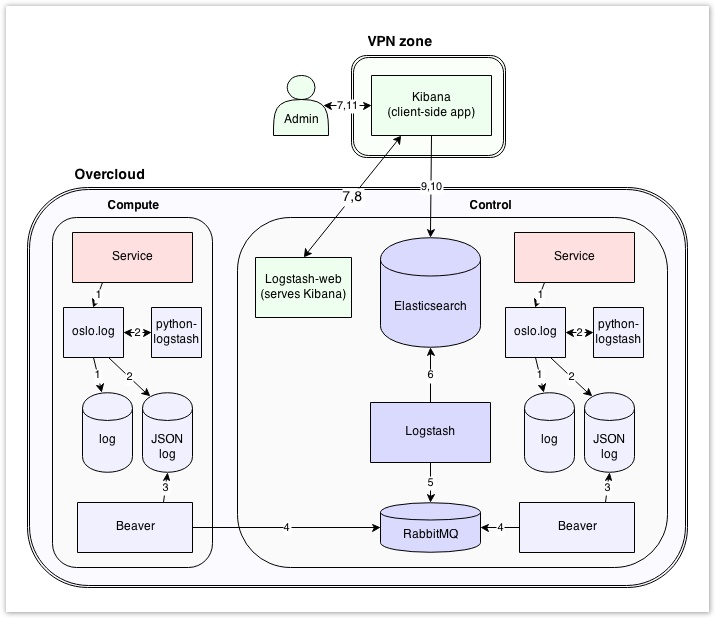 VPN zone
Kibana
(client-side app)
Admin
7,11
Overcloud
7,8
9,10
Compute
Control
Service
1
oslo.log
2
python-
logstash
1
2
log
JSON
log
3
Beaver
4
Logstash-web
(serves Kibana)
Elasticsearch
6
Logstash
5
RabbitMQ
Service
1
oslo.log
2
python-
logstash
1
2
log
JSON
log
3
Beaver
4